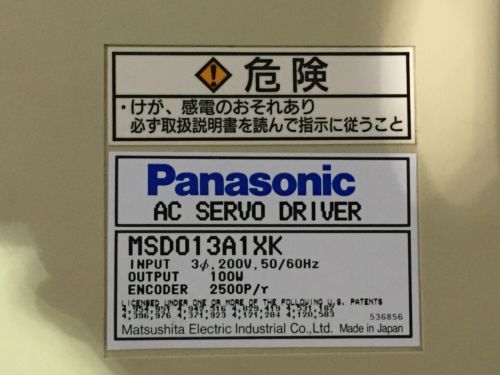 危険
・けが、感電のおそれあり
必ず取扱説明書を読んで指示に従うこと
Panasonic
AC SERVO DRIVER
MSD013A1XK
INPUT 3φ, 200V, 50/60Hz
OUTPUT 100W
ENCODER 2500P/r
LICENSED UNDER ONE OR MORE OF THE FOLLOWING U.S. PATENTS
536856
Matsushita Electric Industrial Co., Ltd. Made in Japan